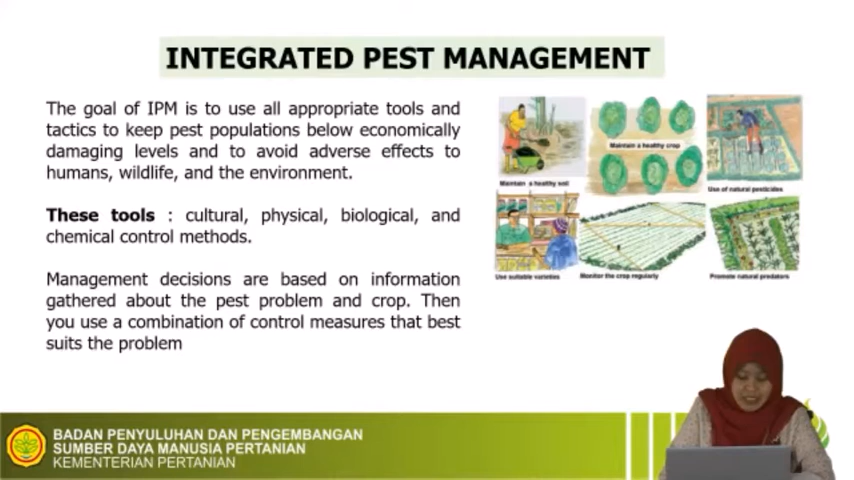 INTEGRATED PEST MANAGEMENT
The goal of IPM is to use all appropriate tools and
tactics to keep pest populations below economically
damaging levels and to avoid adverse effects to
humans, wildlife, and the environment.
These tools : cultural, physical, biological, and
chemical control methods.
Management decisions are based on information
gathered about the pest problem and crop. Then
you use a combination of control measures that best
suits the problem
Maintain a healthy soil
Maintain a healthy crop
Use of natural pesticides
Use suitable varieties
Monitor the crop regularly
Promote natural predators
BADAN PENYULUHAN DAN PENGEMBANGAN
SUMBER DAYA MANUSIA PERTANIAN
KEMENTERIAN PERTANIAN